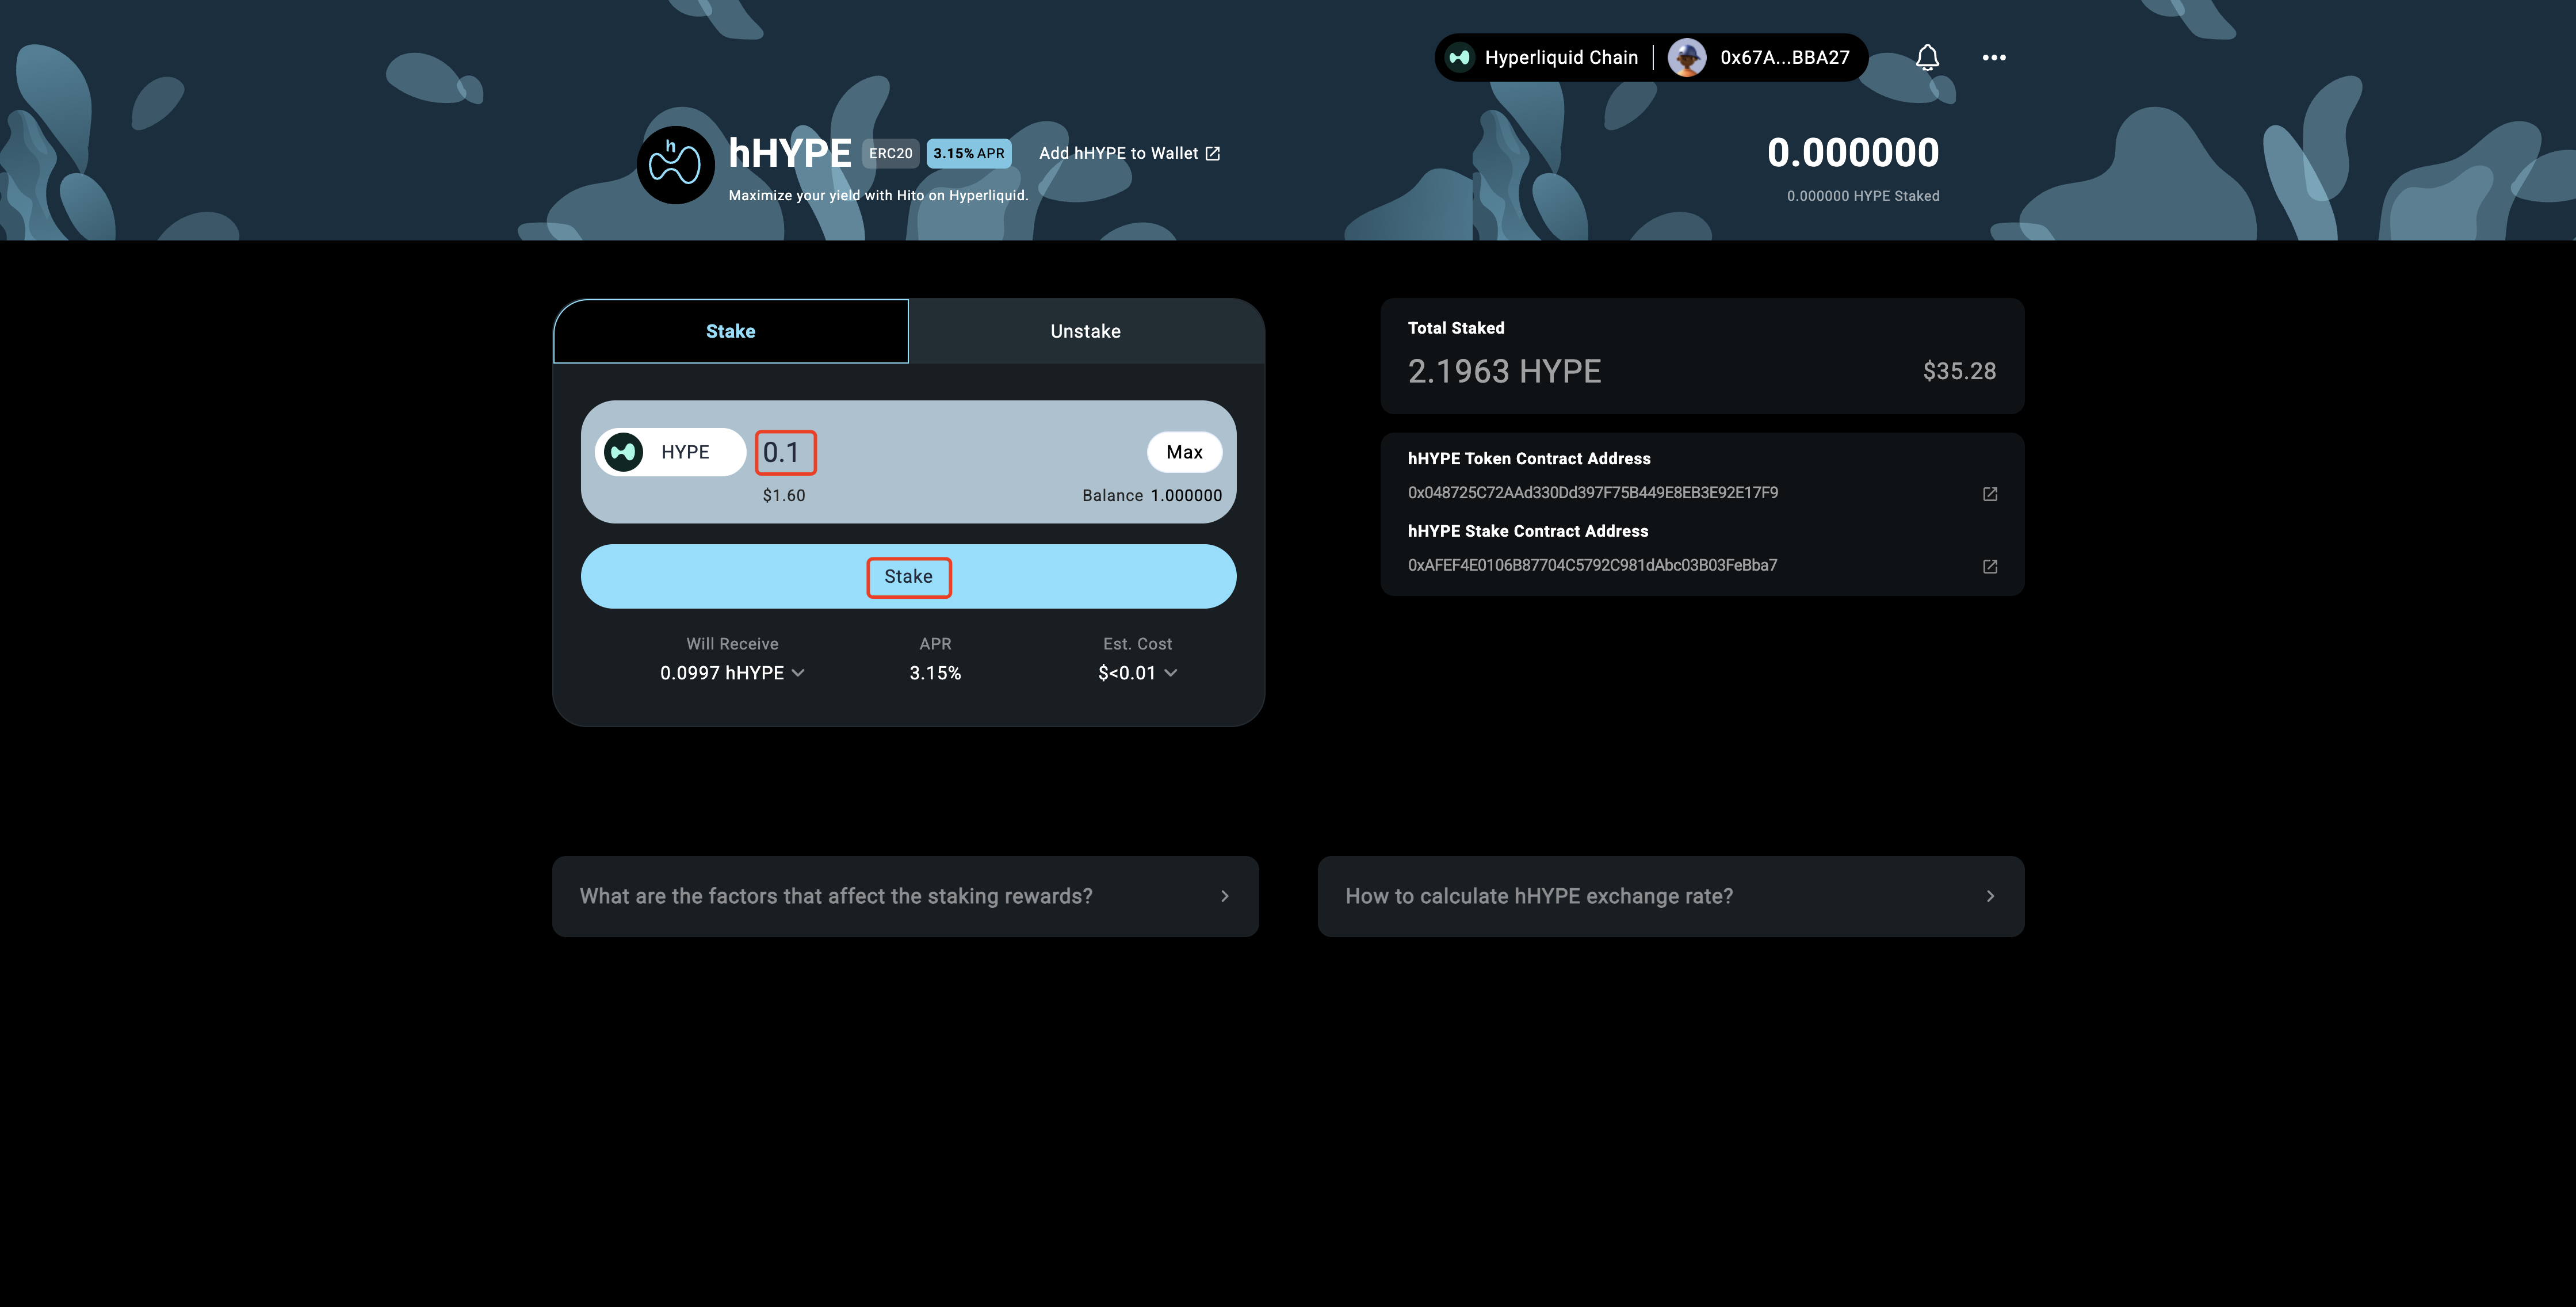 Hyperliquid Chain
0x67A...BBA27
h
hHYPE ERC20 3.15% APR Add hHYPE to Wallet
Maximize your yield with Hito on Hyperliquid.
0.000000
0.000000 HYPE Staked
Stake
Unstake
HYPE 0.1 Max
$1.60 Balance 1.000000
Stake
Will Receive APR Est. Cost
0.0997 hHYPE 3.15% $<0.01
Total Staked
2.1963 HYPE $35.28
hHYPE Token Contract Address
0x048725C72AAd330Dd397F75B449E8EB3E92E17F9
hHYPE Stake Contract Address
0xAFEF4E0106B87704C5792C981dAbc03B03FeBba7
What are the factors that affect the staking rewards?
How to calculate hHYPE exchange rate?